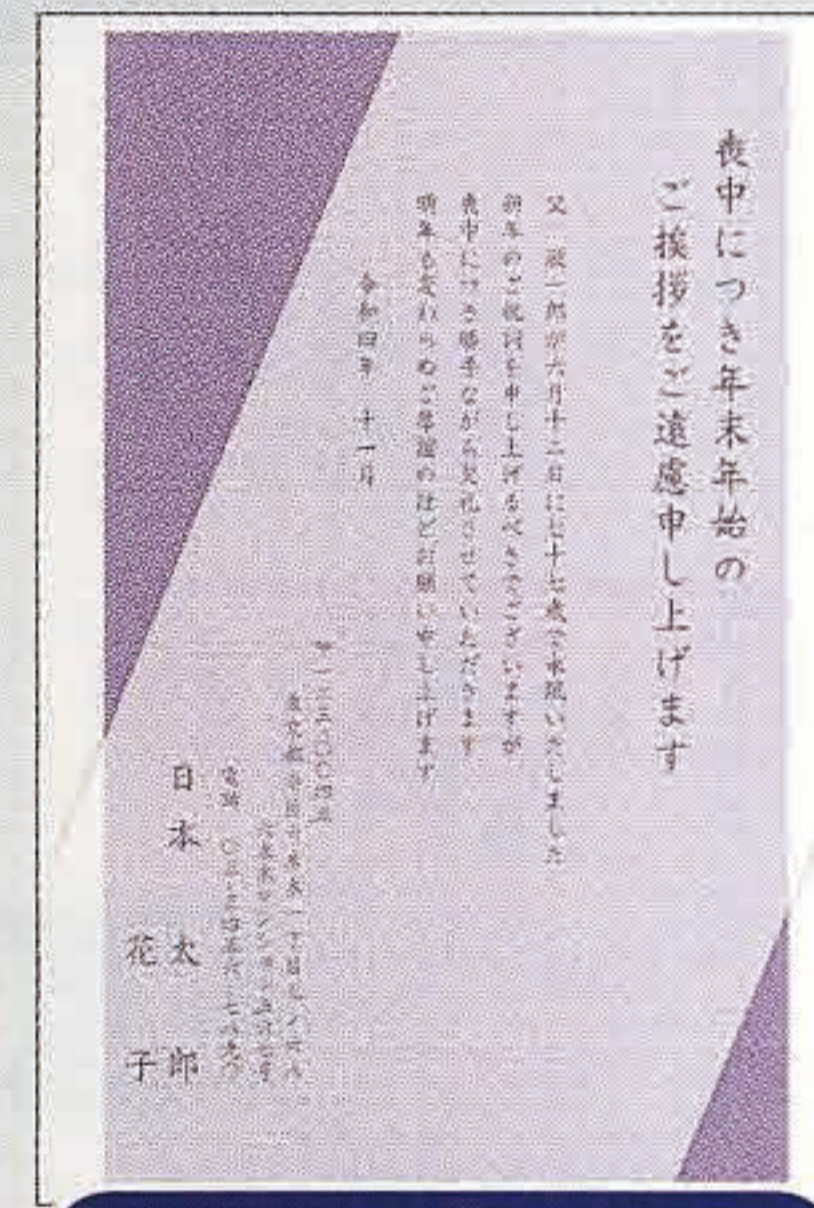 喪中につき年末年始の
ご挨拶をご遠慮申し上げます
父 一郎が六月十二日に七十七歳で永眠いたしました
新年のご祝詞を申し上げるべきでございますが
喪中につき勝手ながら欠礼させていただきます
明年も変わらぬご厚誼のほどお願い申し上げます
令和四年 十一月
電話
日本 太郎
花子